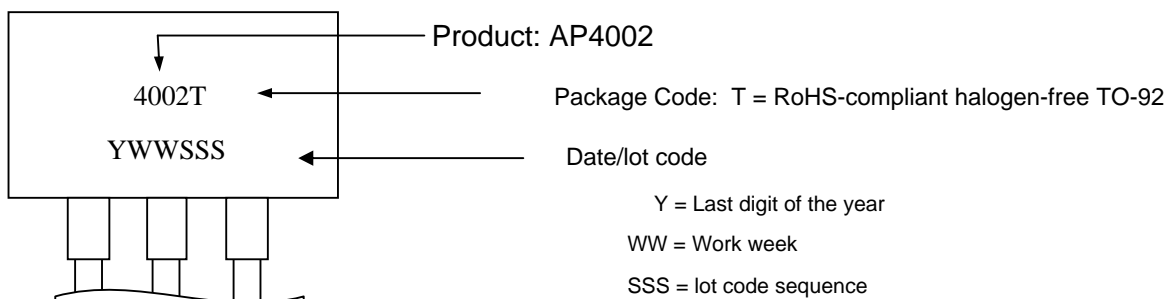 Product: AP4002
4002T
Package Code: T = RoHS-compliant halogen-free TO-92
YWWSSS
Date/lot code
Y = Last digit of the year
WW = Work week
SSS = lot code sequence